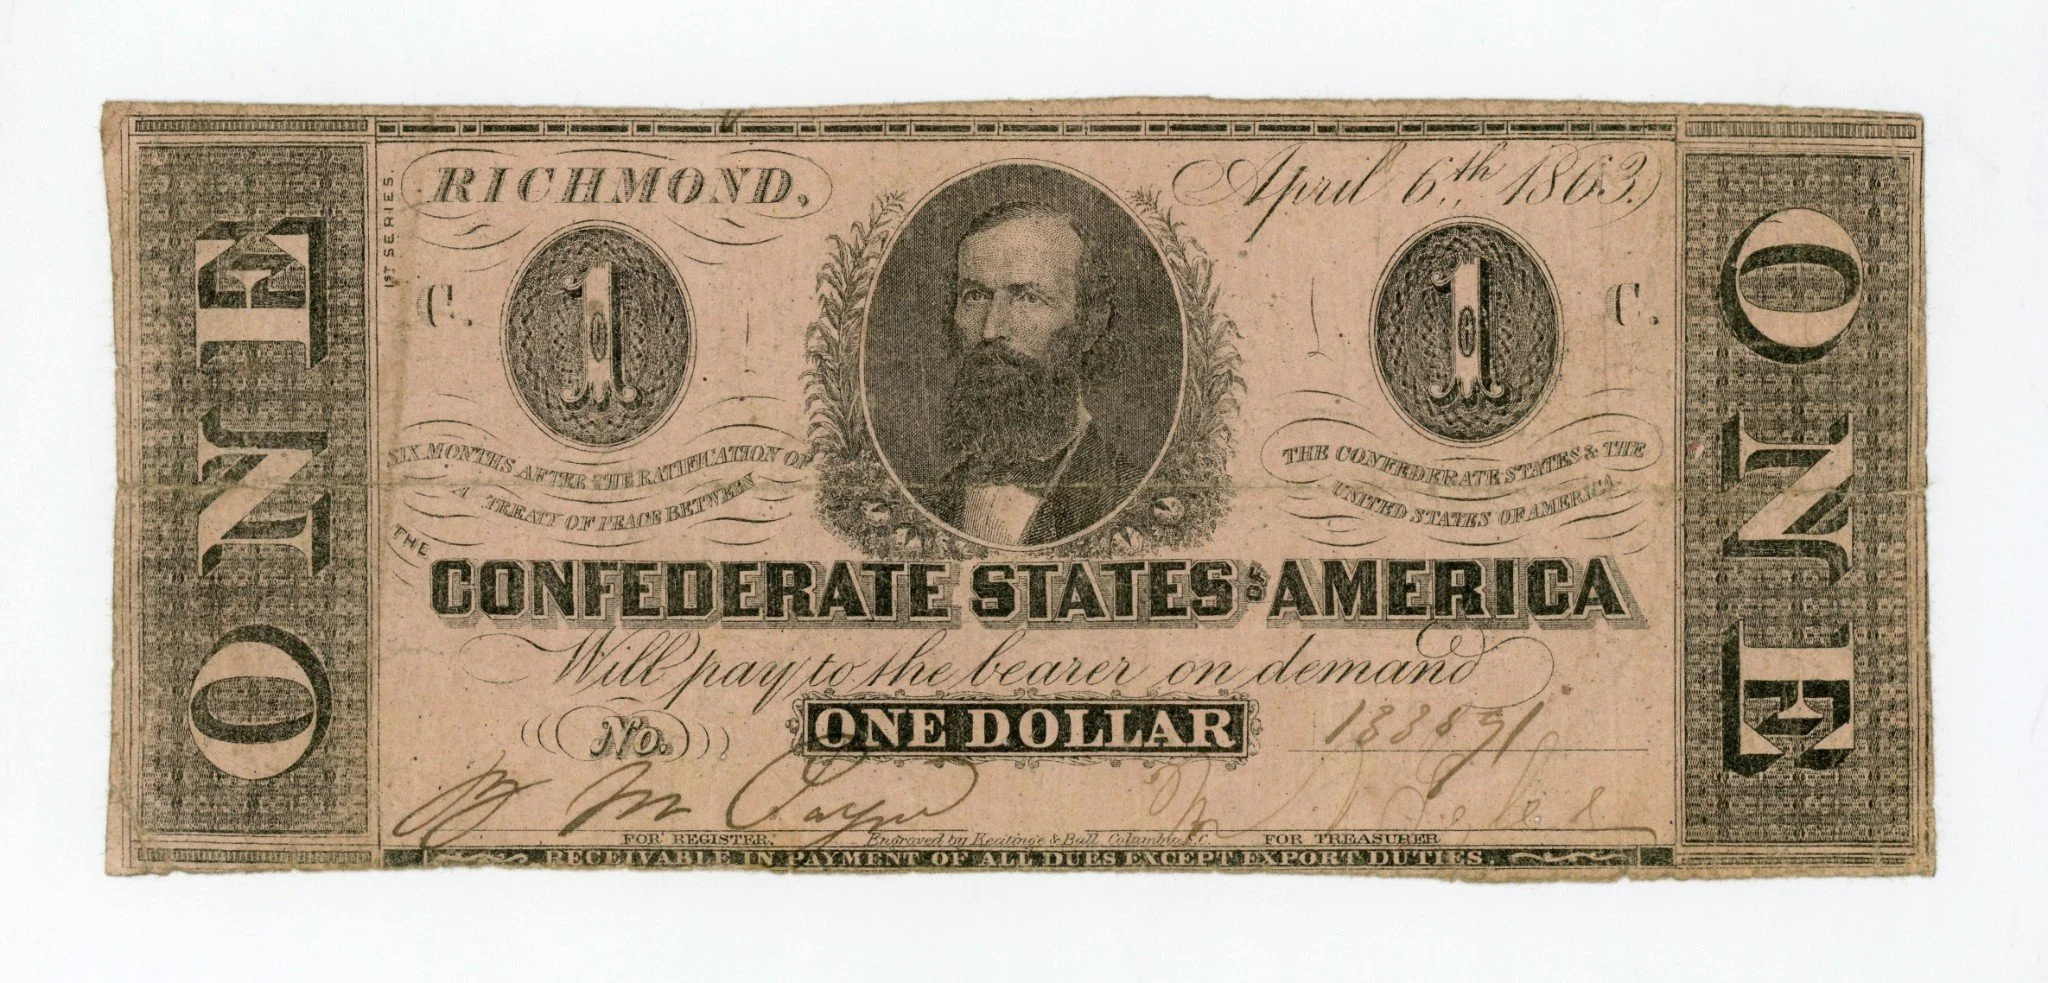 ONE
1ST SERIES.
RICHMOND,
April 6th, 1863.
C.
1
1
C.
SIX MONTHS AFTER THE RATIFICATION OF
A TREATY OF PEACE BETWEEN
THE CONFEDERATE STATES & THE
UNITED STATES OF AMERICA.
THE
CONFEDERATE STATES OF AMERICA
Will pay to the bearer on demand
No.
ONE DOLLAR
FOR REGISTER,
Engraved by Keatinge & Ball, Columbia, S.C.
FOR TREASURER
RECEIVABLE IN PAYMENT OF ALL DUES EXCEPT EXPORT DUTIES.
ONE